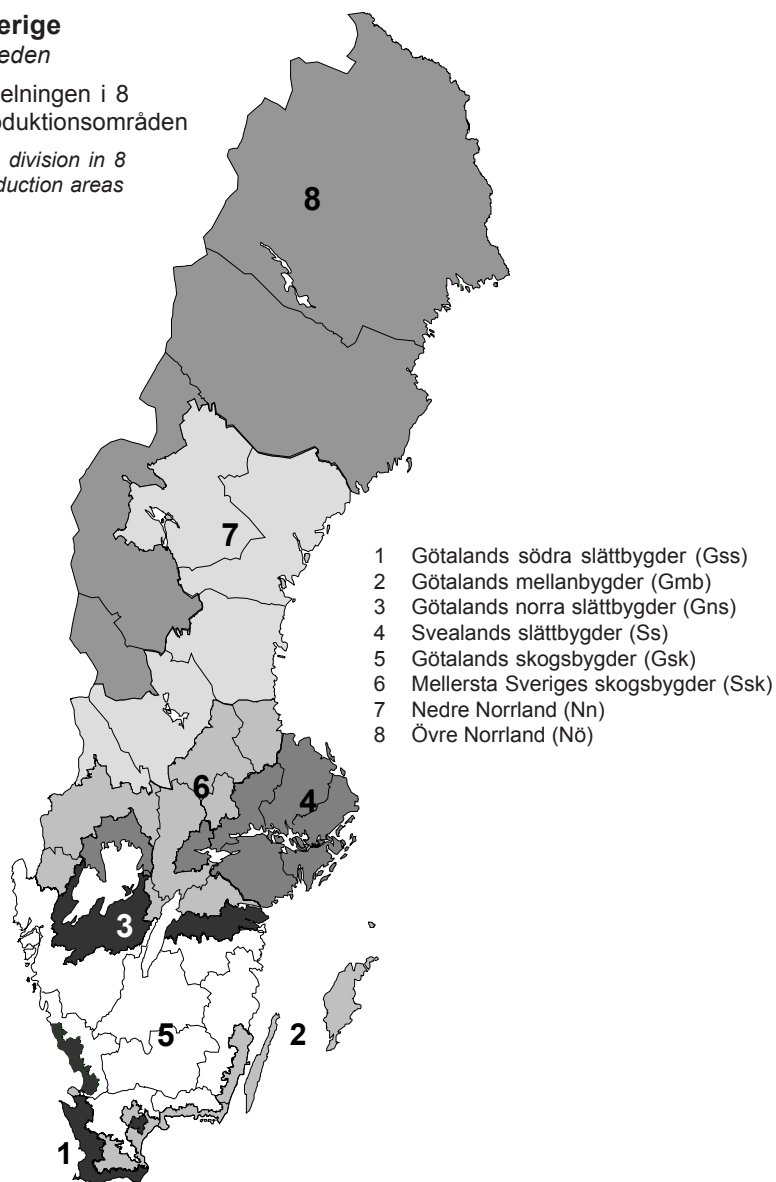 erige
eden
elningen i 8
oduktionsområden
division in 8
duction areas
8
7
1 Götalands södra slättbygder (Gss)
2 Götalands mellanbygder (Gmb)
3 Götalands norra slättbygder (Gns)
4 Svealands slättbygder (Ss)
5 Götalands skogsbygder (Gsk)
6 Mellersta Sveriges skogsbygder (Ssk)
7 Nedre Norrland (Nn)
8 Övre Norrland (Nö)
6
4
3
5
2
1